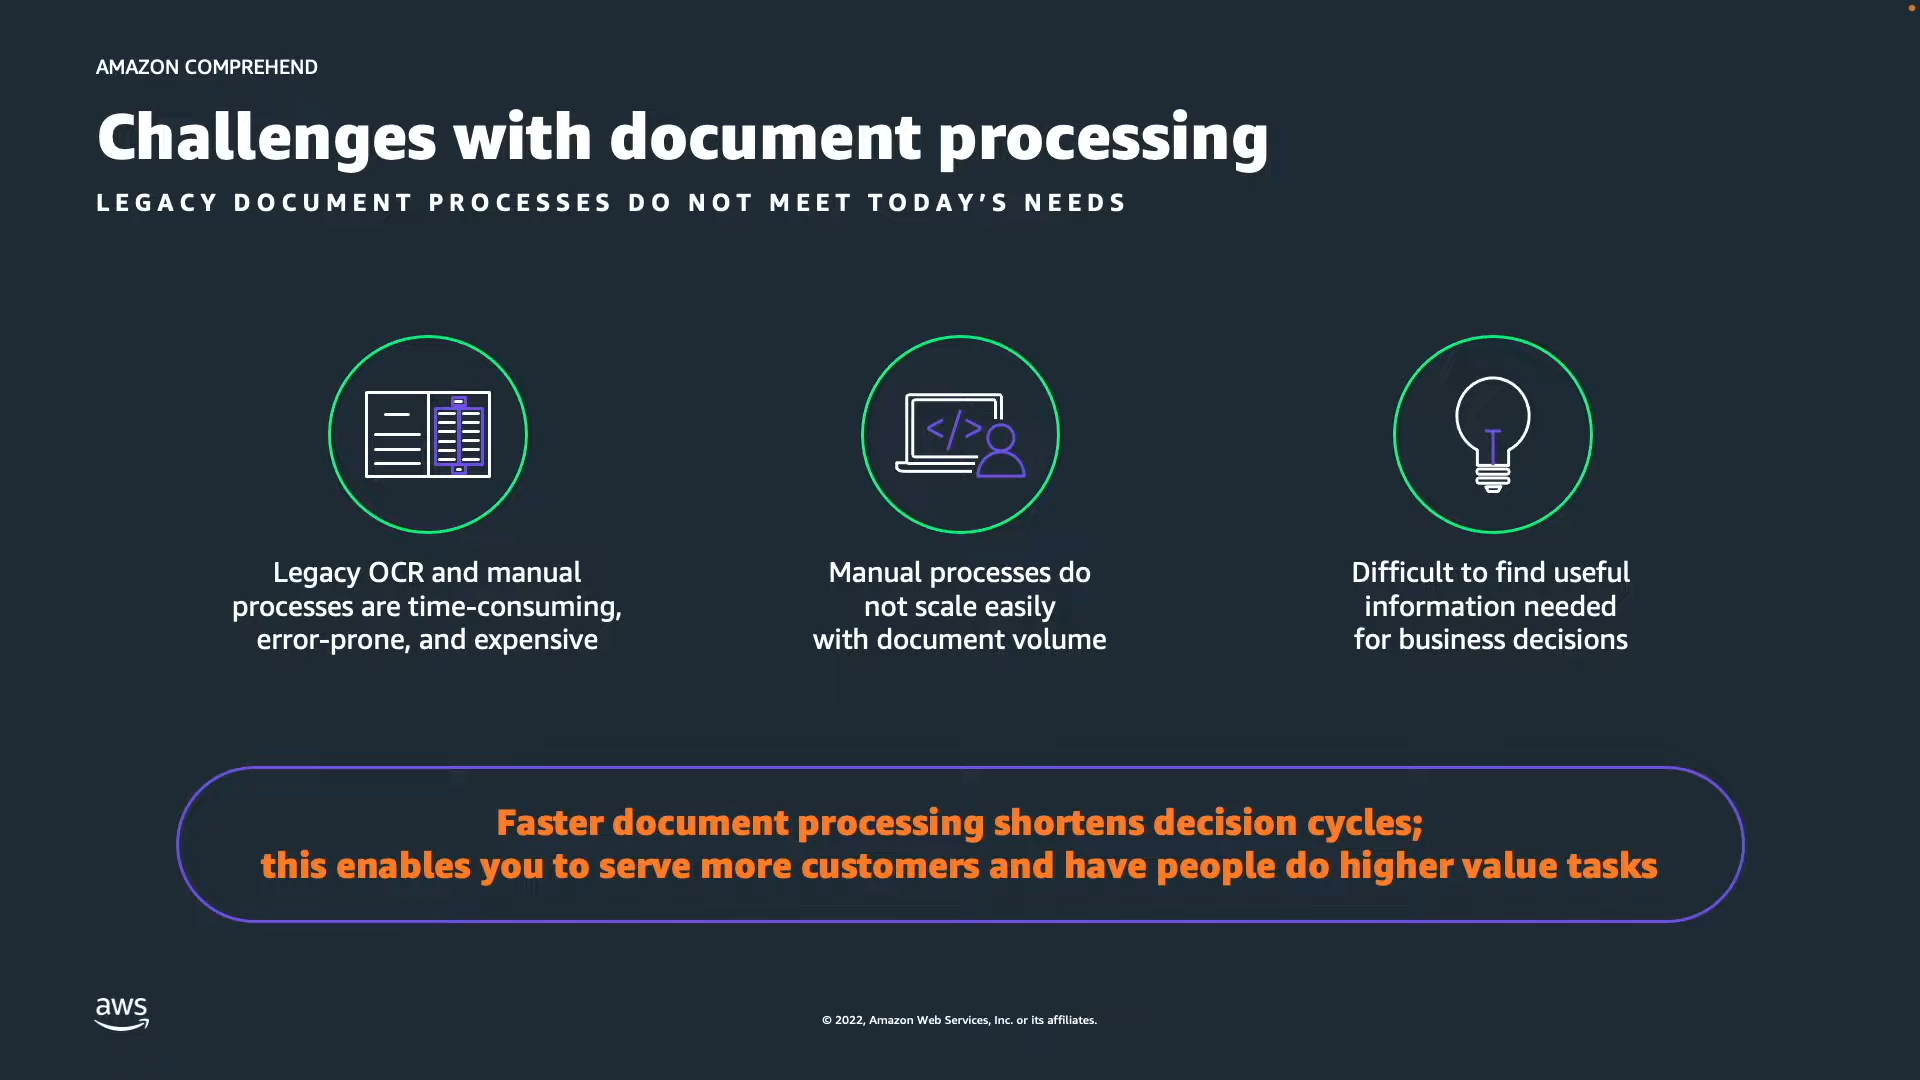 AMAZON COMPREHEND
Challenges with document processing
LEGACY DOCUMENT PROCESSES DO NOT MEET TODAY’S NEEDS
</>
Legacy OCR and manual
processes are time-consuming,
error-prone, and expensive
Manual processes do
not scale easily
with document volume
Difficult to find useful
information needed
for business decisions
Faster document processing shortens decision cycles;
this enables you to serve more customers and have people do higher value tasks
aws
© 2022, Amazon Web Services, Inc. or its affiliates.